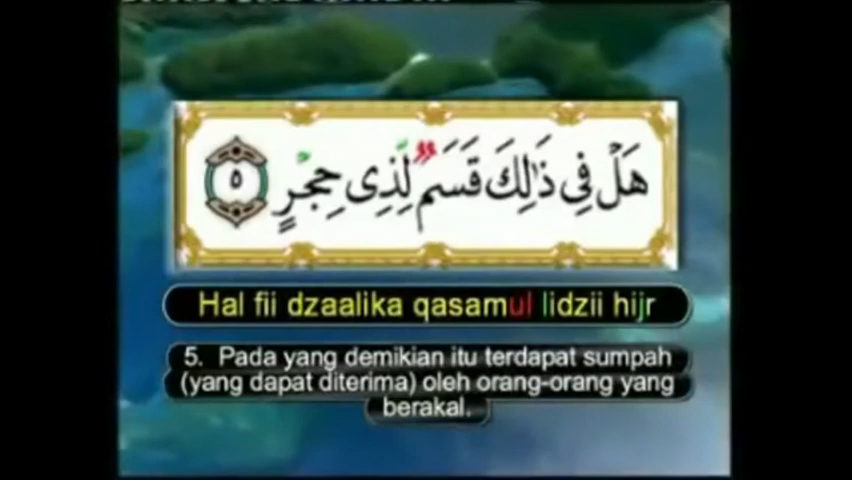 هَلْ فِي ذَٰلِكَ قَسَمٌ لِّذِي حِجْرٍ ٥
Hal fii dzaalika qasamul lidzii hijr
5. Pada yang demikian itu terdapat sumpah
(yang dapat diterima) oleh orang-orang yang
berakal.